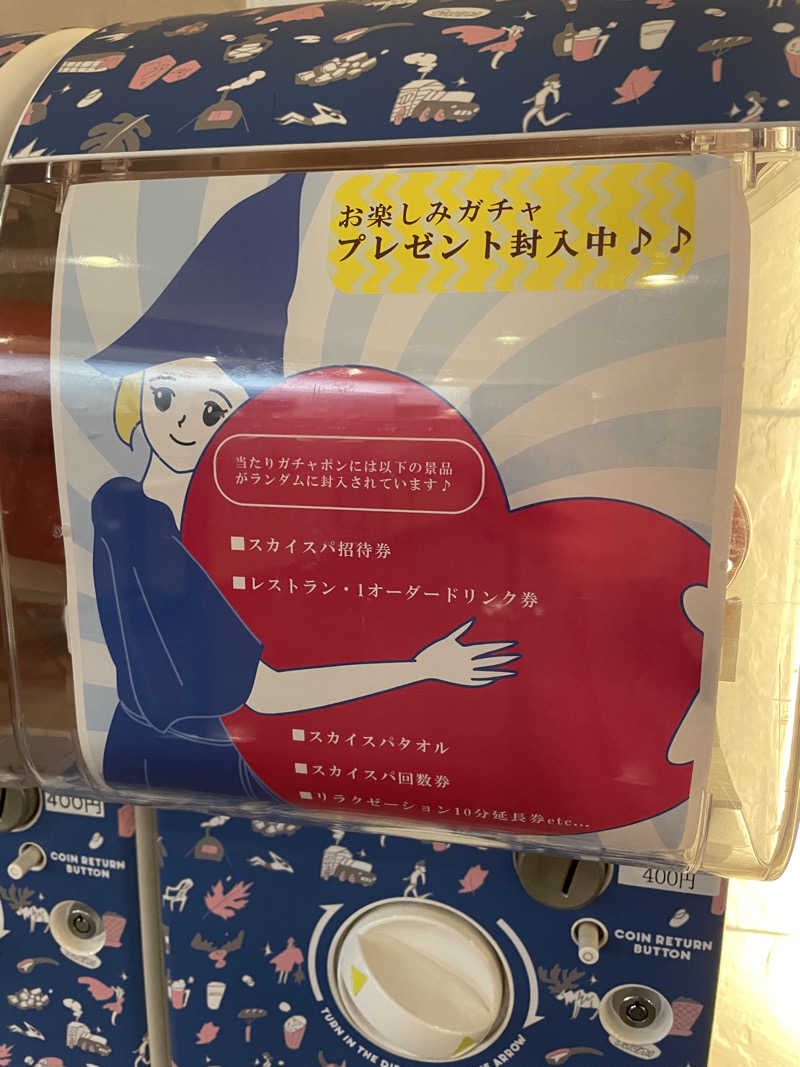 お楽しみガチャ
プレゼント封入中♪♪
当たりガチャポンには以下の景品
がランダムに封入されています♪
■スカイスパ招待券
■レストラン・1オーダードリンク券
■スカイスパタオル
■スカイスパ回数券
■リラクゼーション10分延長券etc...
400円
COIN RETURN
BUTTON
400円
COIN RETURN
BUTTON
TURN IN THE
ARROW